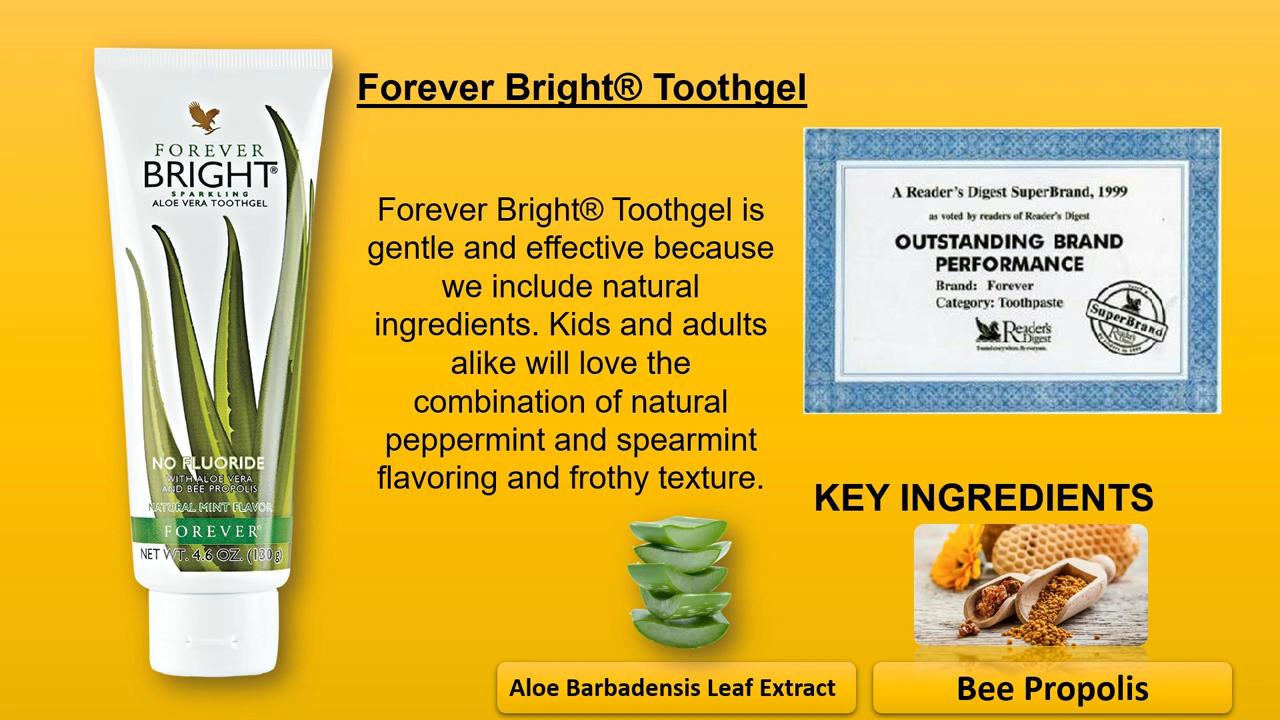 Forever Bright® Toothgel
FOREVER
BRIGHT®
SPARKLING
ALOE VERA TOOTHGEL
NO FLUORIDE
WITH ALOE VERA
AND BEE PROPOLIS
NATURAL MINT FLAVOR
FOREVER®
NET WT. 4.6 OZ. (130 g)
Forever Bright® Toothgel is
gentle and effective because
we include natural
ingredients. Kids and adults
alike will love the
combination of natural
peppermint and spearmint
flavoring and frothy texture.
A Reader's Digest SuperBrand, 1999
as voted by readers of Reader's Digest
OUTSTANDING BRAND
PERFORMANCE
Brand: Forever
Category: Toothpaste
Reader's
Digest
SuperBrand
KEY INGREDIENTS
Aloe Barbadensis Leaf Extract
Bee Propolis